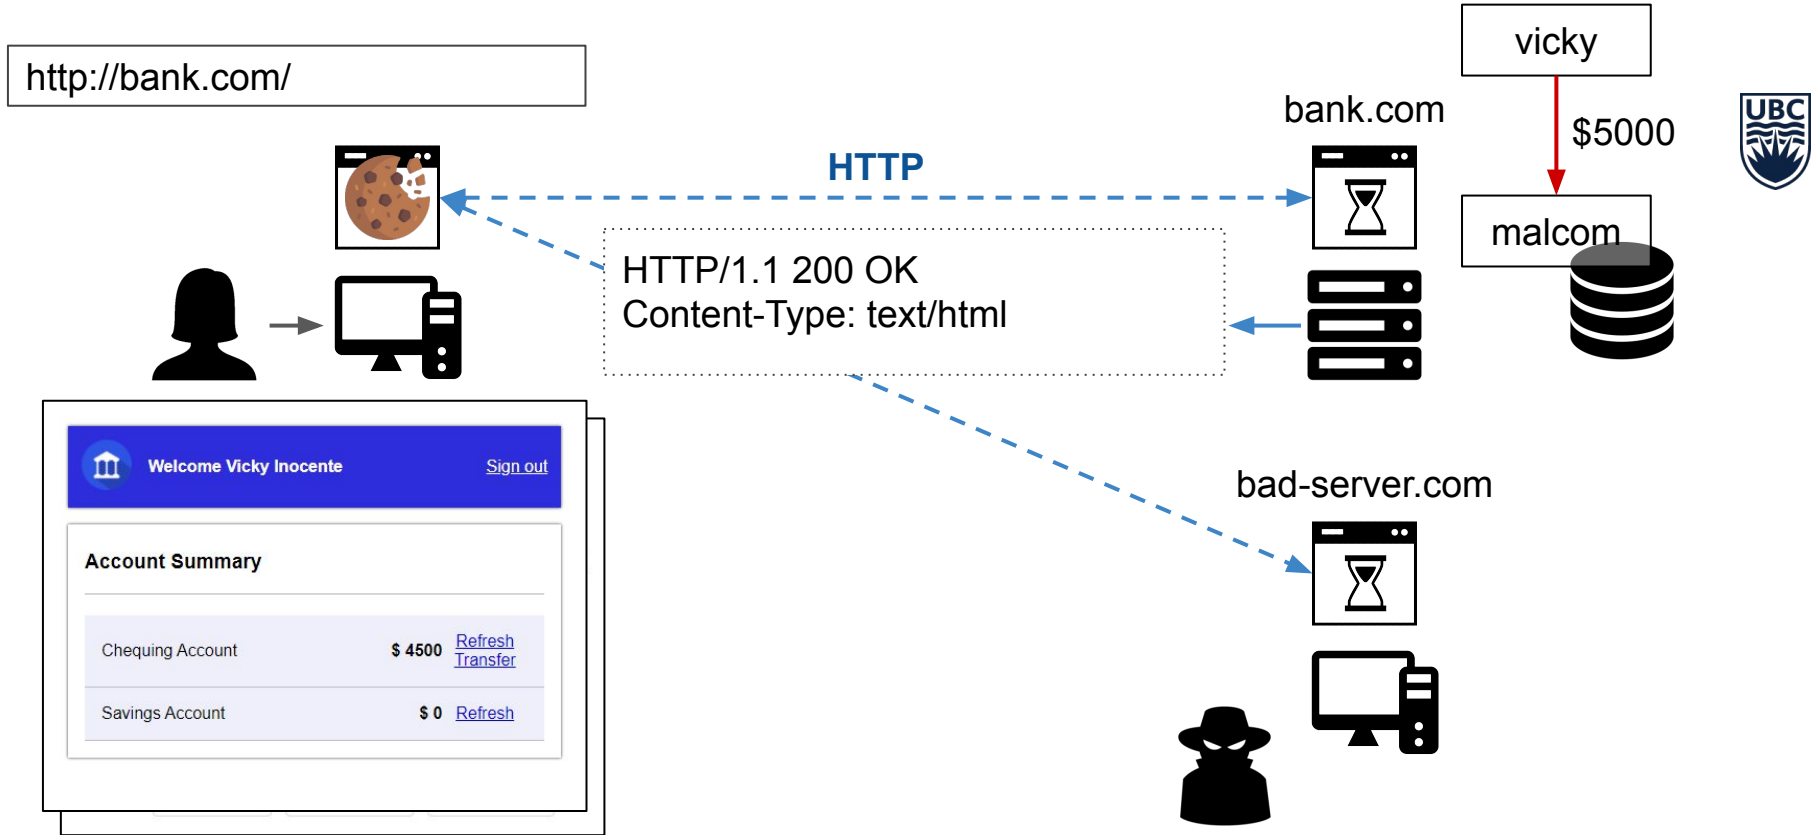 http://bank.com/
HTTP
bank.com
vicky
$5000
malcom
UBC
HTTP/1.1 200 OK
Content-Type: text/html
Welcome Vicky Inocente
Sign out
Account Summary
Chequing Account
$ 4500
Refresh
Transfer
Savings Account
$ 0
Refresh
bad-server.com